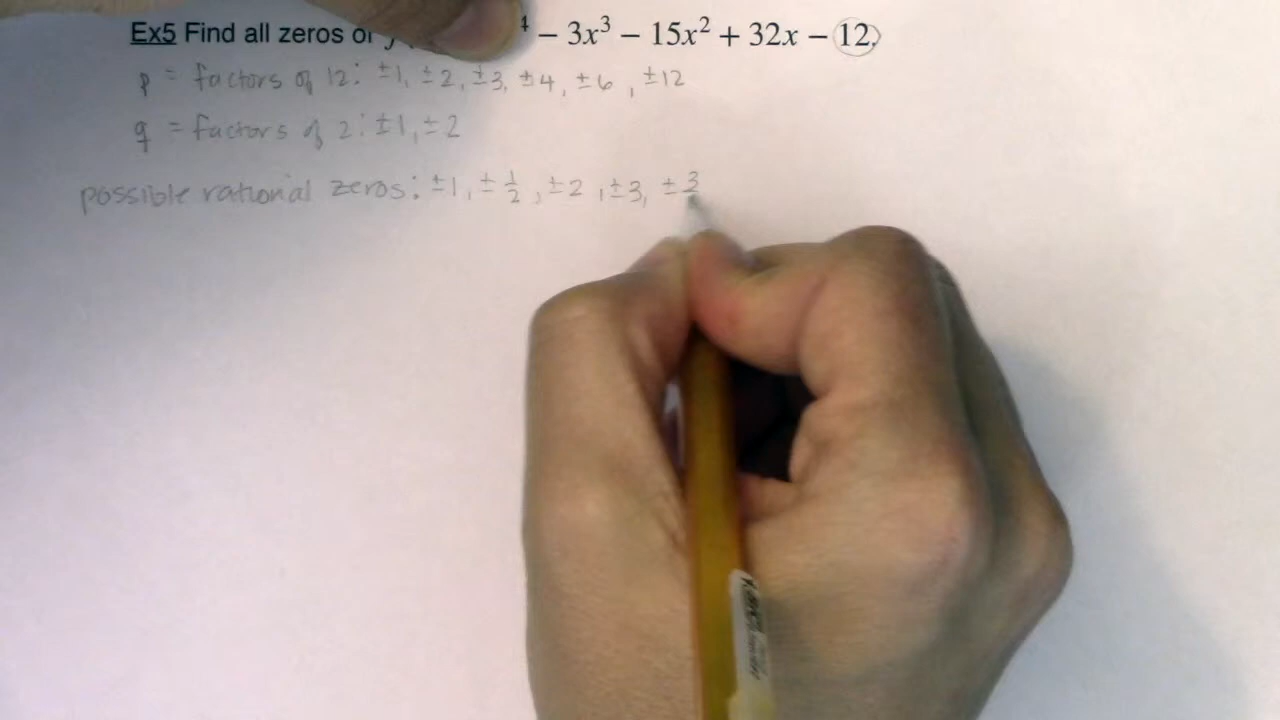 Ex5 Find all zeros of f ⁴ − 3x³ − 15x² + 32x − 12.
p = factors of 12: ±1, ±2, ±3, ±4, ±6, ±12
q = factors of 2: ±1, ±2
possible rational zeros: ±1, ±1/2, ±2, ±3, ±3